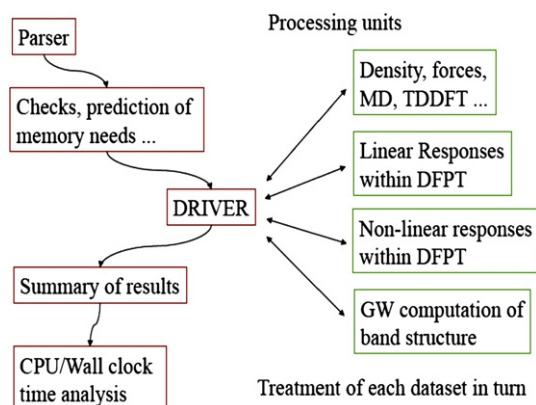 Processing units
Parser
Checks, prediction of
memory needs ...
DRIVER
Summary of results
CPU/Wall clock
time analysis
Density, forces,
MD, TDDFT ...
Linear Responses
within DFPT
Non-linear responses
within DFPT
GW computation of
band structure
Treatment of each dataset in turn